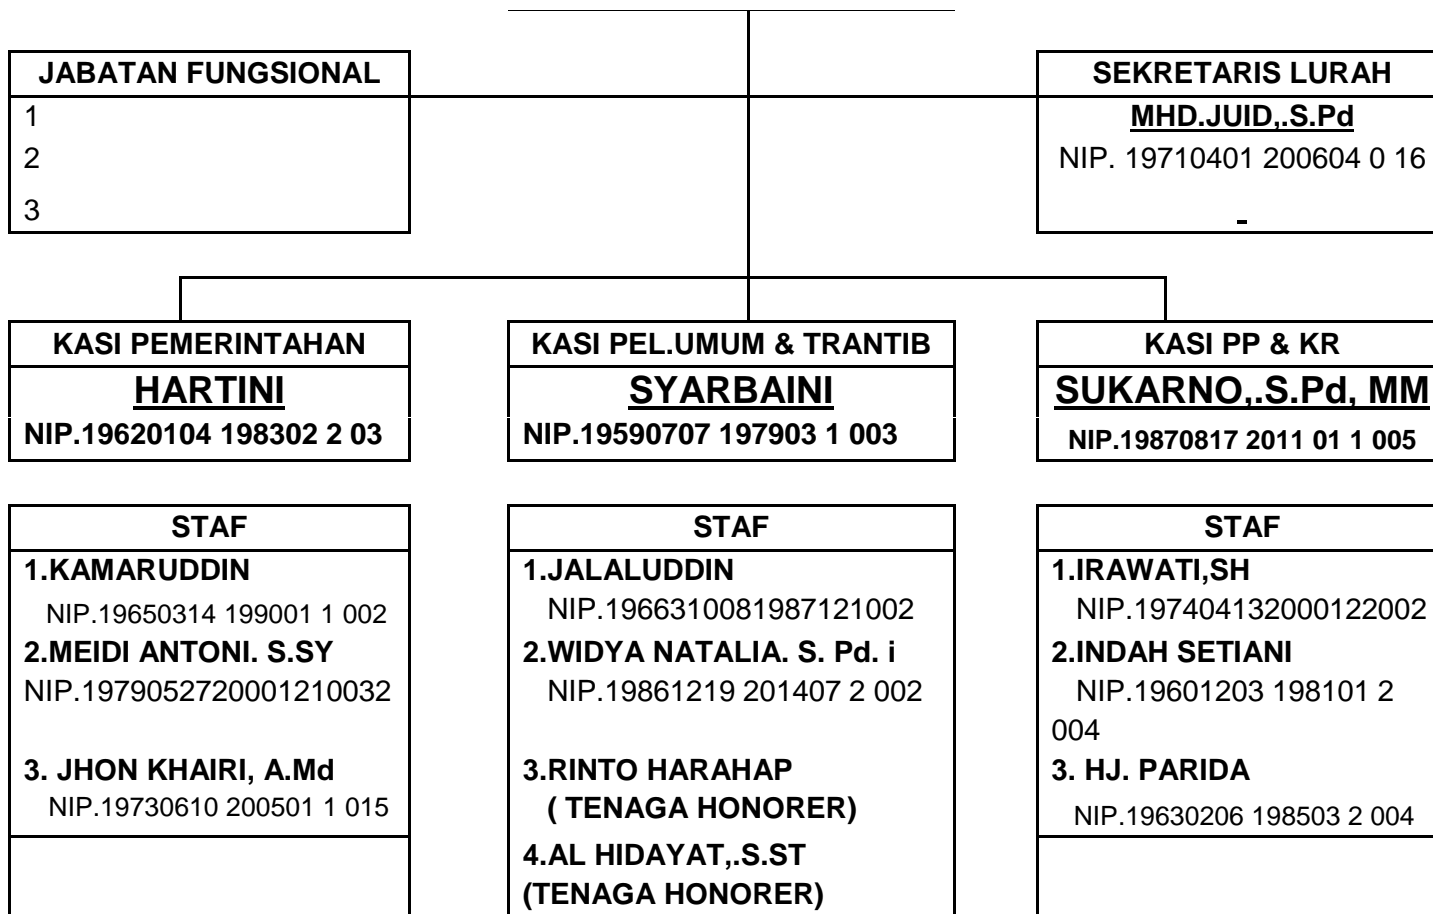 JABATAN FUNGSIONAL
1
2
3
SEKRETARIS LURAH
MHD.JUID,.S.Pd
NIP. 19710401 200604 0 16
-
KASI PEMERINTAHAN
HARTINI
NIP.19620104 198302 2 03
KASI PEL.UMUM & TRANTIB
SYARBAINI
NIP.19590707 197903 1 003
KASI PP & KR
SUKARNO,.S.Pd, MM
NIP.19870817 2011 01 1 005
STAF
1.KAMARUDDIN
NIP.19650314 199001 1 002
2.MEIDI ANTONI. S.SY
NIP.1979052720001210032
3. JHON KHAIRI, A.Md
NIP.19730610 200501 1 015
STAF
1.JALALUDDIN
NIP.1966310081987121002
2.WIDYA NATALIA. S. Pd. i
NIP.19861219 201407 2 002
3.RINTO HARAHAP
( TENAGA HONORER)
4.AL HIDAYAT,.S.ST
(TENAGA HONORER)
STAF
1.IRAWATI,SH
NIP.197404132000122002
2.INDAH SETIANI
NIP.19601203 198101 2
004
3. HJ. PARIDA
NIP.19630206 198503 2 004